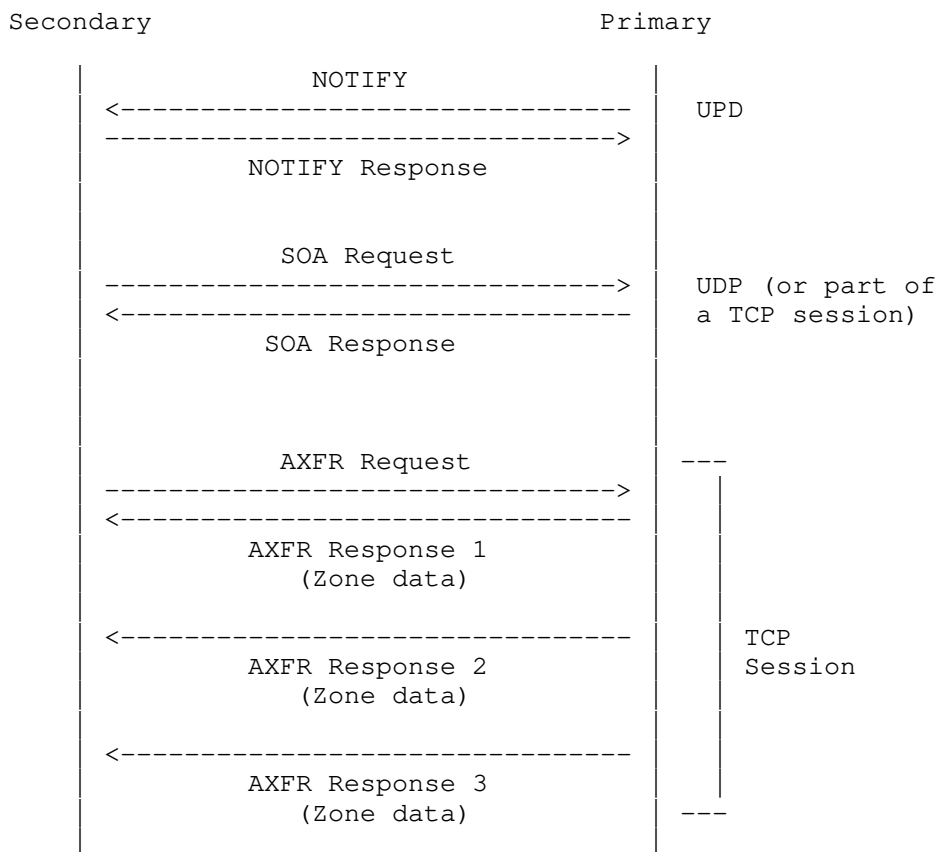 Secondary Primary
NOTIFY
UPD
NOTIFY Response
SOA Request
UDP (or part of
a TCP session)
SOA Response
AXFR Request
AXFR Response 1
(Zone data)
TCP
AXFR Response 2 Session
(Zone data)
AXFR Response 3
(Zone data)